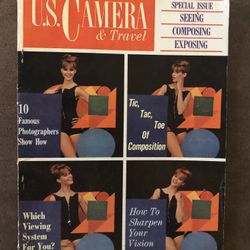 U.S. CAMERA
& Travel
SPECIAL ISSUE
SEEING
COMPOSING
EXPOSING
10
Famous
Photographers
Show How
Tic,
Tac,
Toe
Of
Composition
Which
Viewing
System
For You?
How To
Sharpen
Your
Vision